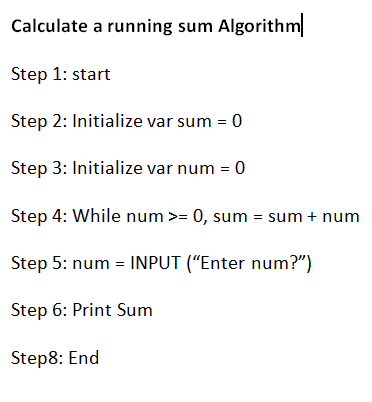 Calculate a running sum Algorithm
Step 1: start
Step 2: Initialize var sum = 0
Step 3: Initialize var num = 0
Step 4: While num >= 0, sum = sum + num
Step 5: num = INPUT (“Enter num?”)
Step 6: Print Sum
Step8: End